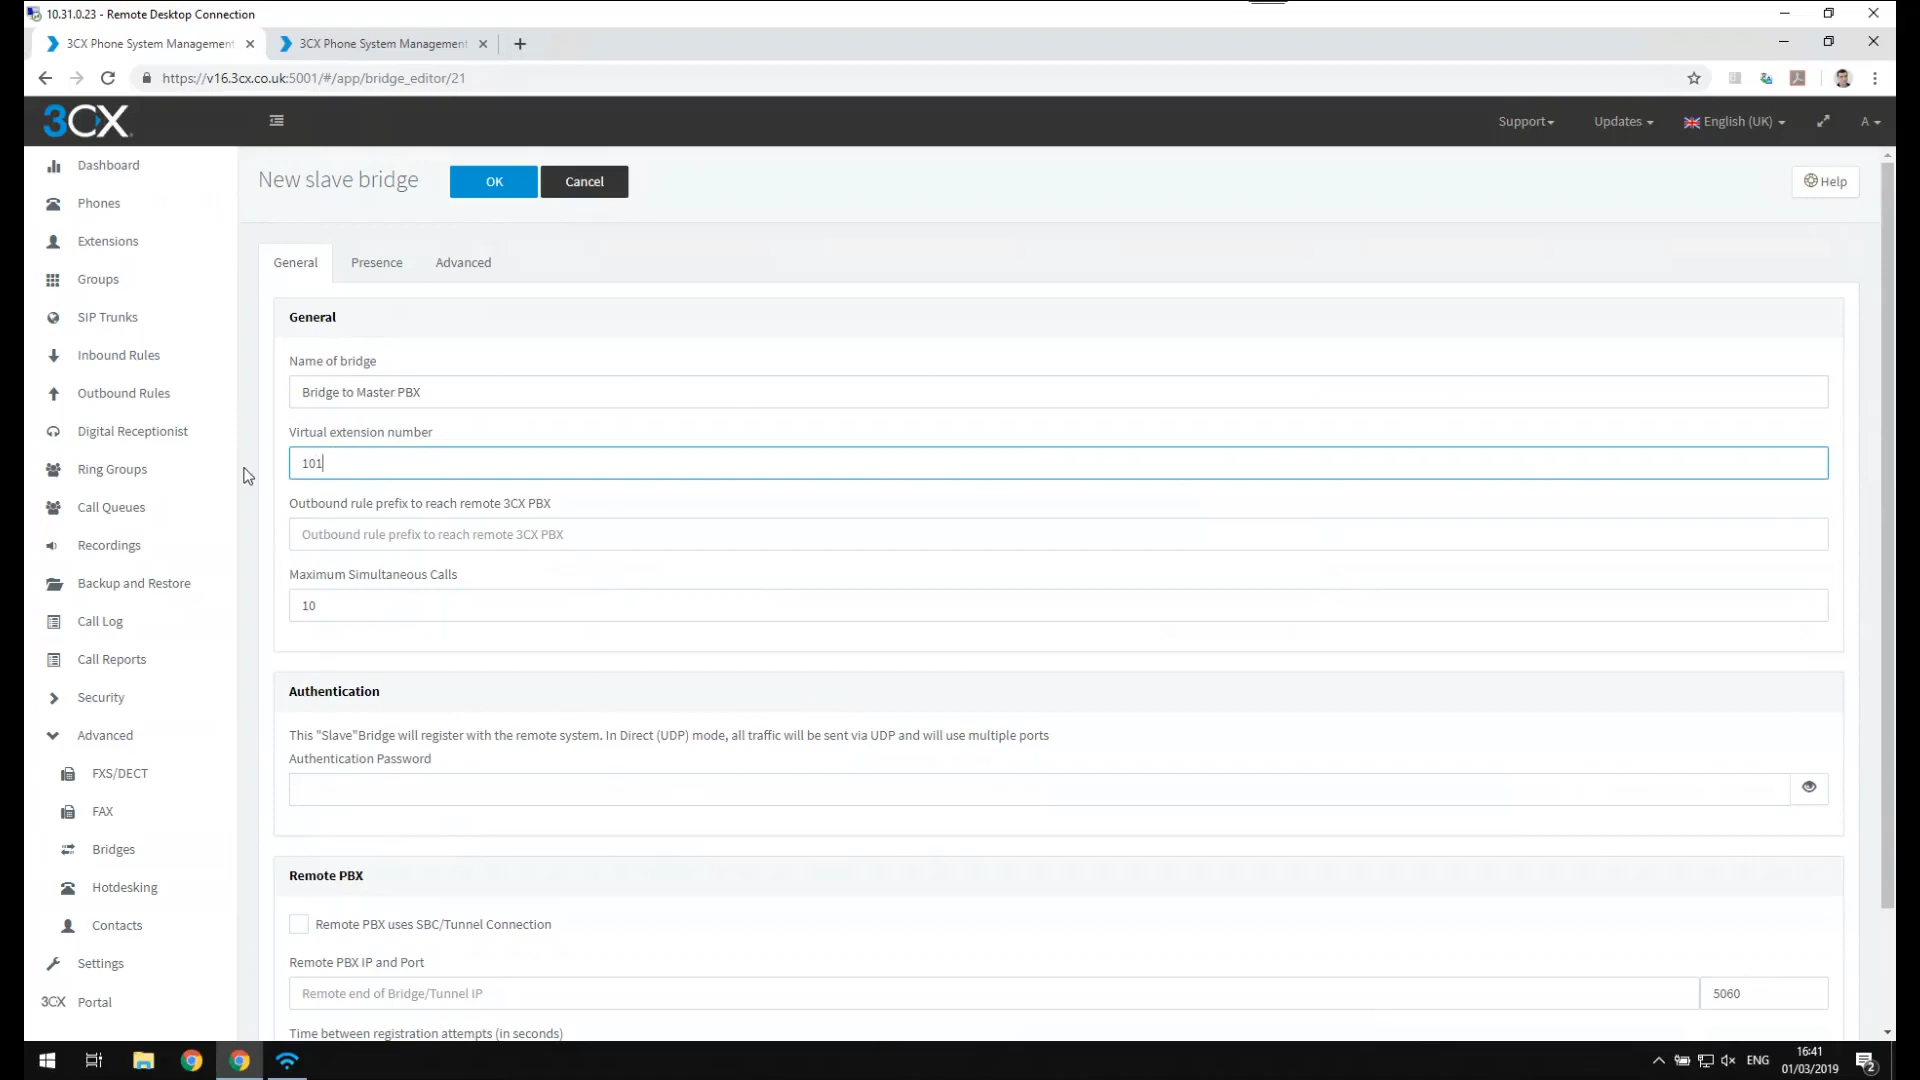 10.31.0.23 - Remote Desktop Connection
3CX Phone System Management
3CX Phone System Management
https://v16.3cx.co.uk:5001/#/app/bridge_editor/21
3CX
Support
Updates
English (UK)
A
Dashboard
Phones
Extensions
Groups
SIP Trunks
Inbound Rules
Outbound Rules
Digital Receptionist
Ring Groups
Call Queues
Recordings
Backup and Restore
Call Log
Call Reports
Security
Advanced
FXS/DECT
FAX
Bridges
Hotdesking
Contacts
Settings
3CX Portal
New slave bridge
OK
Cancel
Help
General
Presence
Advanced
General
Name of bridge
Bridge to Master PBX
Virtual extension number
101
Outbound rule prefix to reach remote 3CX PBX
Outbound rule prefix to reach remote 3CX PBX
Maximum Simultaneous Calls
10
Authentication
This "Slave"Bridge will register with the remote system. In Direct (UDP) mode, all traffic will be sent via UDP and will use multiple ports
Authentication Password
Remote PBX
Remote PBX uses SBC/Tunnel Connection
Remote PBX IP and Port
Remote end of Bridge/Tunnel IP
5060
Time between registration attempts (in seconds)
ENG
16:41
01/03/2019
2